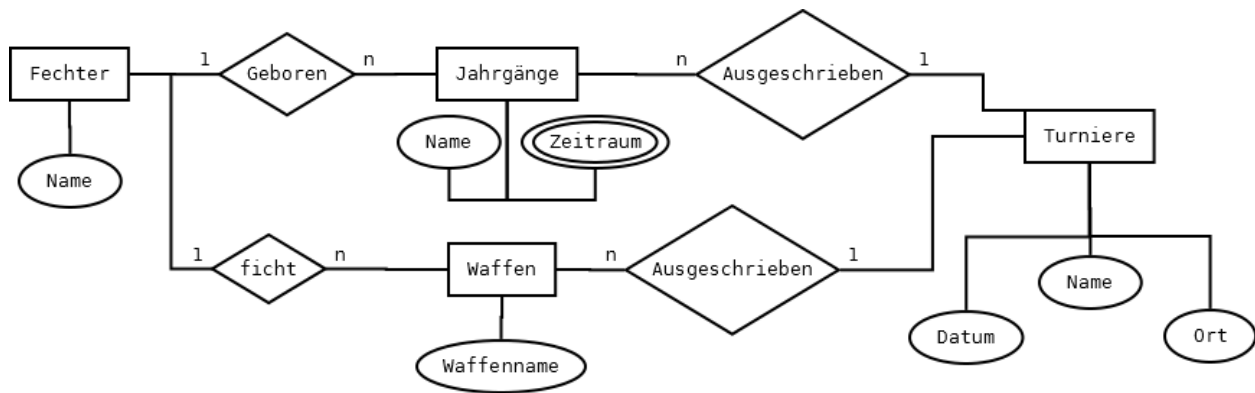 Fechter
1
Geboren
n
Jahrgänge
n
Ausgeschrieben
1
Turniere
Name
Name
Zeitraum
1
ficht
n
Waffen
n
Ausgeschrieben
1
Waffenname
Datum
Name
Ort